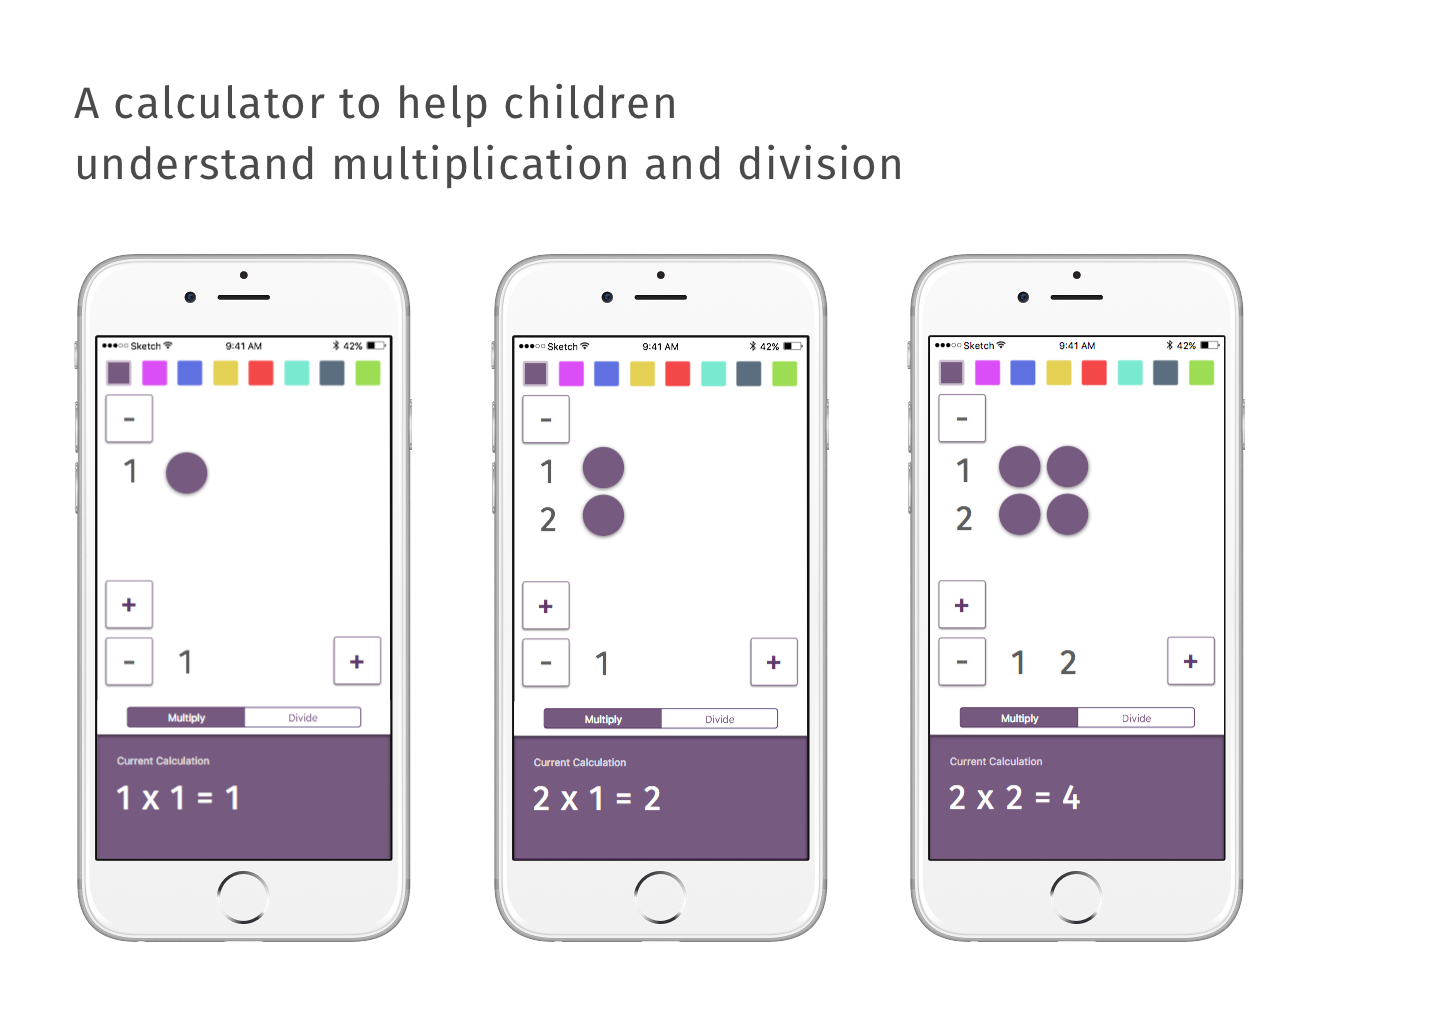 A calculator to help children
understand multiplication and division
Sketch 9:41 AM 42%
-
1
2
+
- 1 +
Multiply Divide
Current Calculation
1 x 1 = 1
Sketch 9:41 AM 42%
-
1
2
+
- 1 +
Multiply Divide
Current Calculation
2 x 1 = 2
Sketch 9:41 AM 42%
-
1
2
+
- 1 2 +
Multiply Divide
Current Calculation
2 x 2 = 4